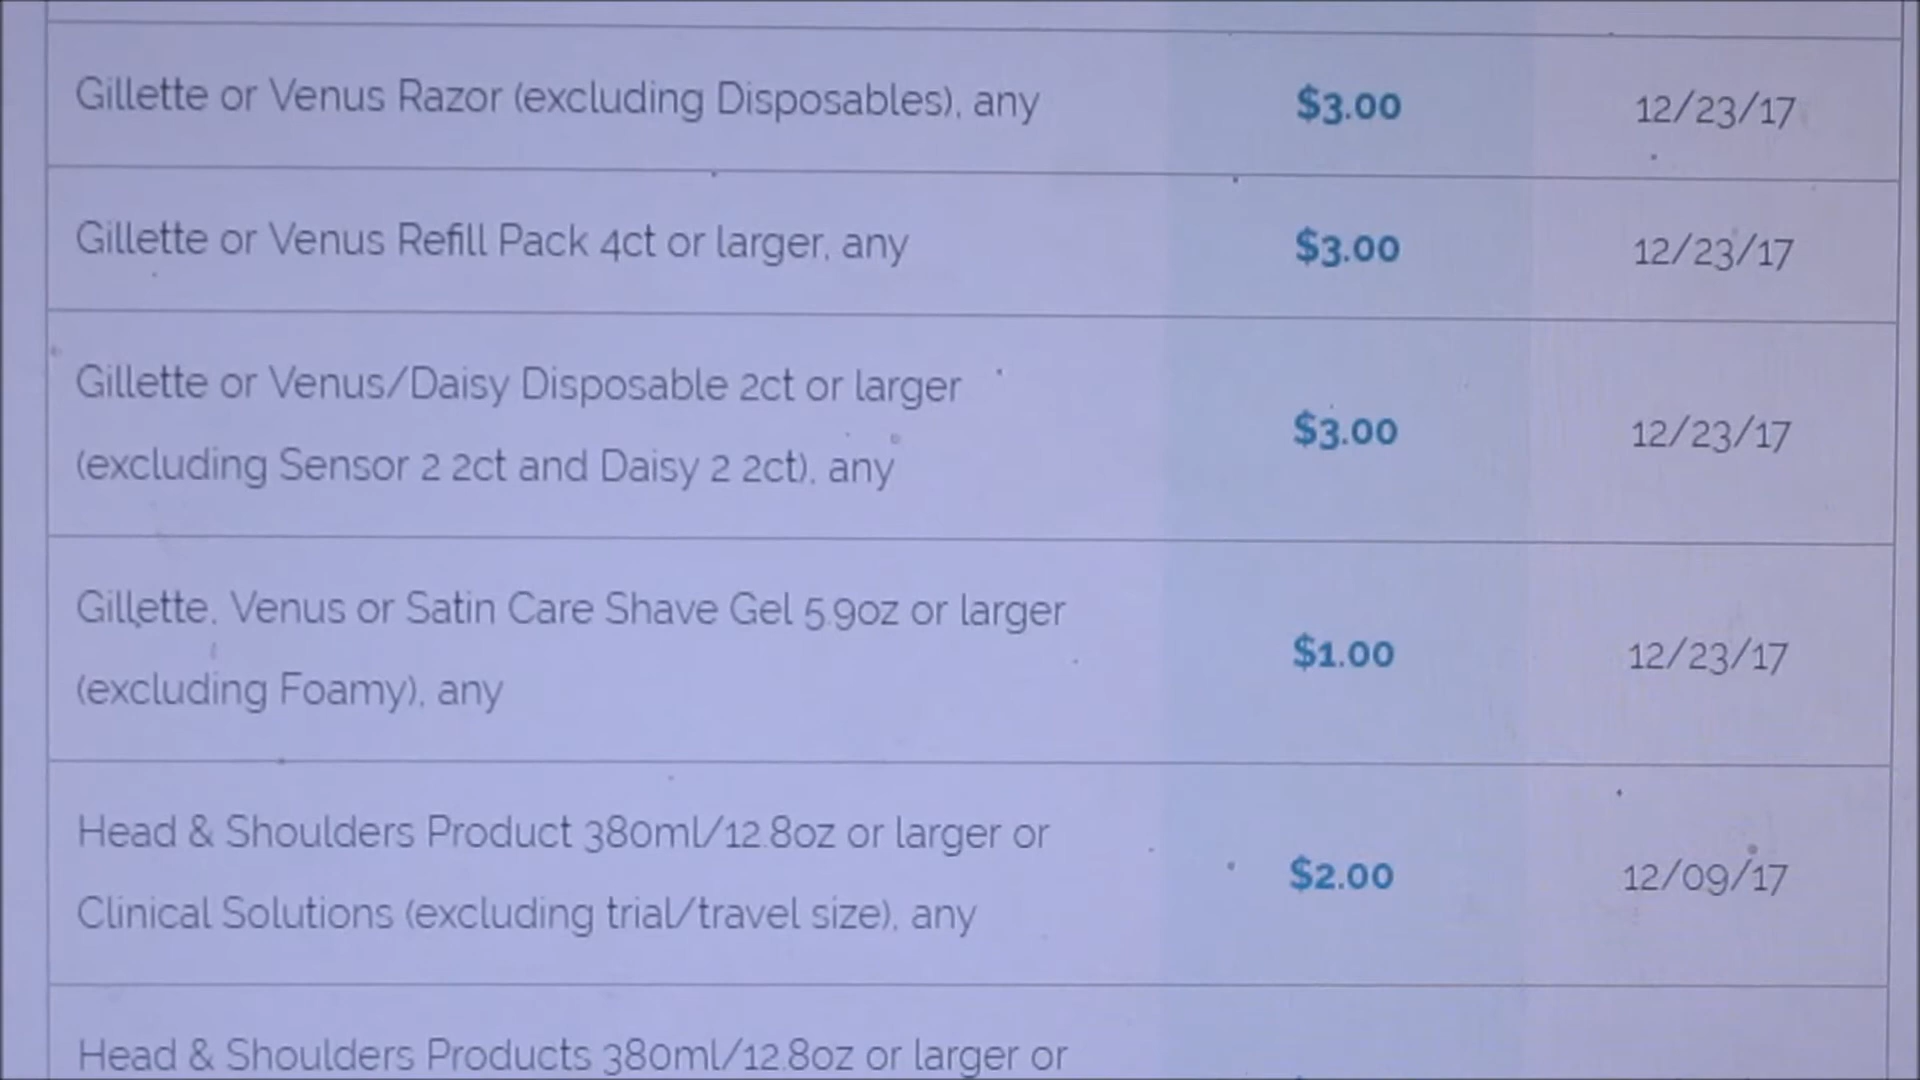 Gillette or Venus Razor (excluding Disposables), any $3.00 12/23/17
Gillette or Venus Refill Pack 4ct or larger, any $3.00 12/23/17
Gillette or Venus/Daisy Disposable 2ct or larger
(excluding Sensor 2 2ct and Daisy 2 2ct), any $3.00 12/23/17
Gillette, Venus or Satin Care Shave Gel 5.9oz or larger
(excluding Foamy), any $1.00 12/23/17
Head & Shoulders Product 380ml/12.8oz or larger or
Clinical Solutions (excluding trial/travel size), any $2.00 12/09/17
Head & Shoulders Products 380ml/12.8oz or larger or